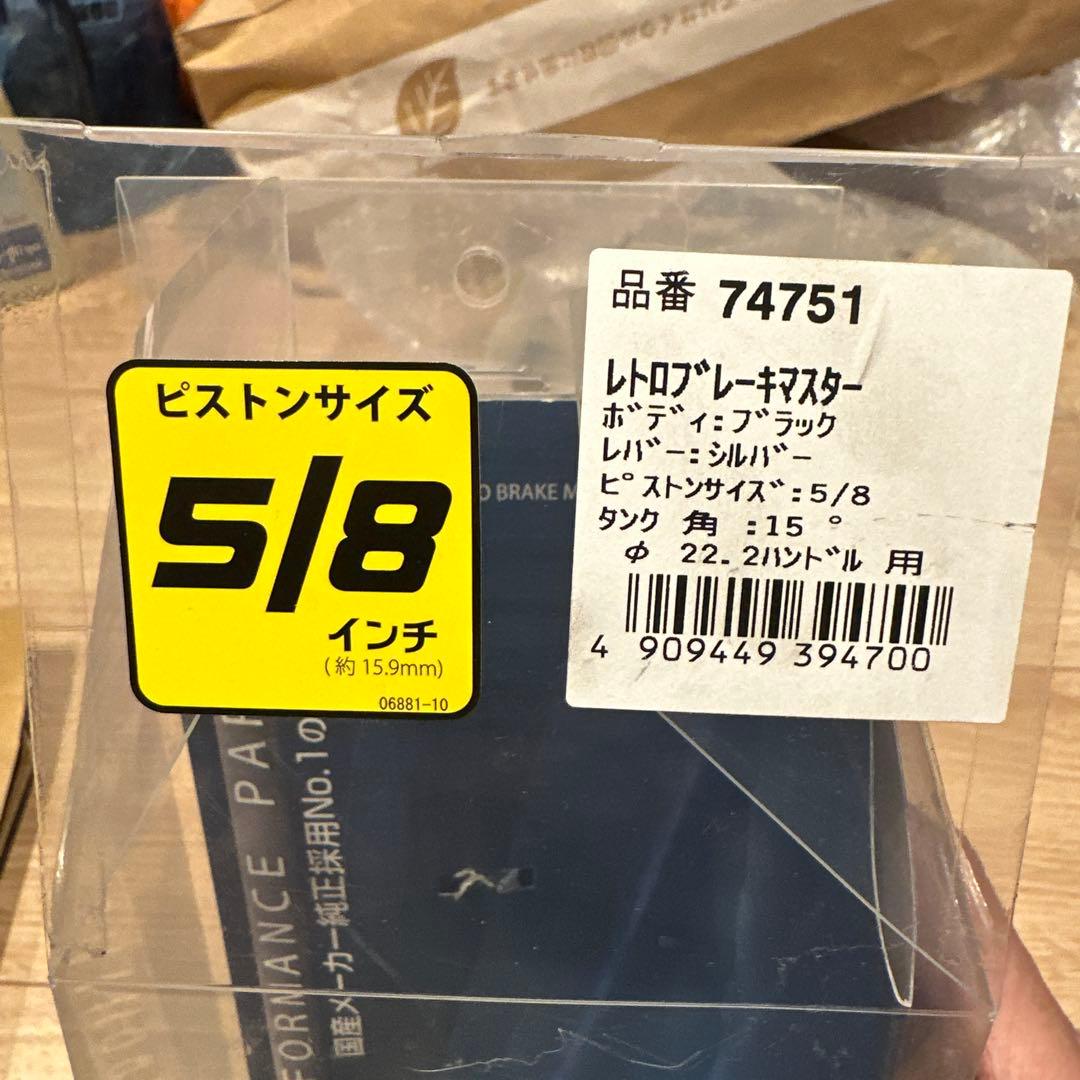 品番 74751
レトロブレーキマスター
ボディ:ブラック
レバー:シルバー
ピストンサイズ:5/8
タンク 角 :15 °
φ 22.2ハンドル 用
4 909449 394700
ピストンサイズ
5/8
インチ
(約 15.9mm)
06881-10
O BRAKE M
FORMANCE PAR
国産メーカー純正採用No.1の